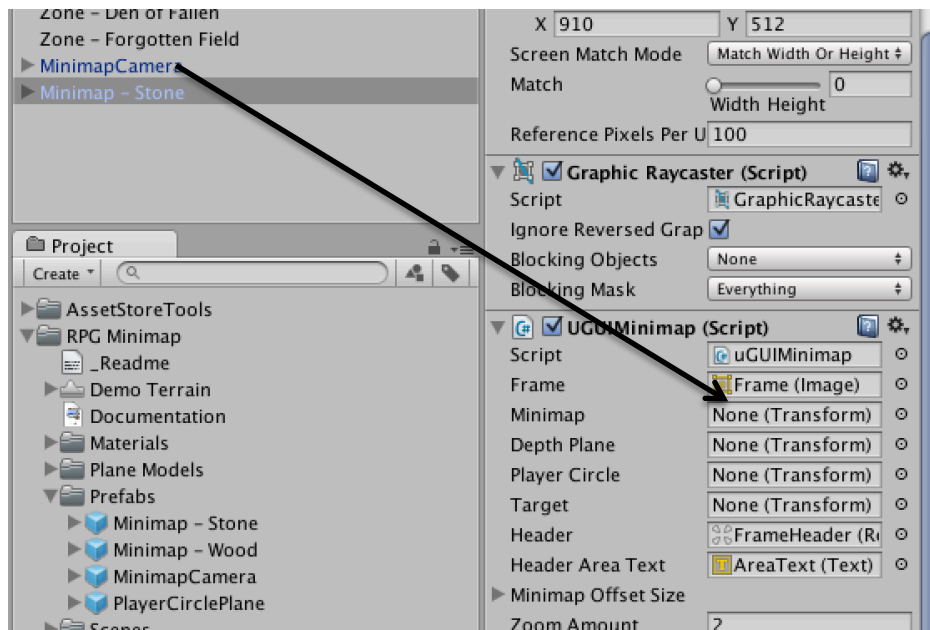 Zone – Den of Fallen
Zone – Forgotten Field
MinimapCamera
Minimap – Stone
Project
Create
AssetStoreTools
RPG Minimap
_Readme
Demo Terrain
Documentation
Materials
Plane Models
Prefabs
Minimap – Stone
Minimap – Wood
MinimapCamera
PlayerCirclePlane
Scenes
X 910 Y 512
Screen Match Mode Match Width Or Height
Match 0
Width Height
Reference Pixels Per U 100
Graphic Raycaster (Script)
Script GraphicRaycaste
Ignore Reversed Grap
Blocking Objects None
Blocking Mask Everything
UGUIMinimap (Script)
Script uGUIMinimap
Frame Frame (Image)
Minimap None (Transform)
Depth Plane None (Transform)
Player Circle None (Transform)
Target None (Transform)
Header FrameHeader (Re
Header Area Text AreaText (Text)
Minimap Offset Size
Zoom Amount 2